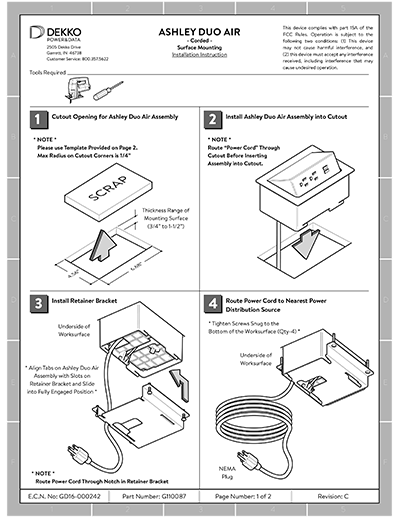 DEKKO
POWER&DATA
2505 Dekko Drive
Garrett, IN 46738
Customer Service: 800.357.5622
ASHLEY DUO AIR
- Corded -
Surface Mounting
Installation Instruction
This device complies with part 15A of the
FCC Rules. Operation is subject to the
following two conditions: (1) This device
may not cause harmful interference, and
(2) this device must accept any interference
received, including interference that may
cause undesired operation.
Tools Required
1
Cutout Opening for Ashley Duo Air Assembly
* NOTE *
Please use Template Provided on Page 2.
Max Radius on Cutout Corners is 1/4"
SCRAP
Thickness Range of
Mounting Surface
(3/4" to 1-1/2")
2
Install Ashley Duo Air Assembly into Cutout
* NOTE *
Route "Power Cord" Through
Cutout Before Inserting
Assembly into Cutout.
3
Install Retainer Bracket
Underside of
Worksurface
* Align Tabs on Ashley Duo Air
Assembly with Slots on
Retainer Bracket and Slide
into Fully Engaged Position *
* NOTE *
Route Power Cord Through Notch in Retainer Bracket
4
Route Power Cord to Nearest Power
Distribution Source
* Tighten Screws Snug to the
Bottom of the Worksurface (Qty-4) *
Underside of
Worksurface
NEMA
Plug
E.C.N. No: GD16-000242
Part Number: G110087
Page Number: 1 of 2
Revision: C